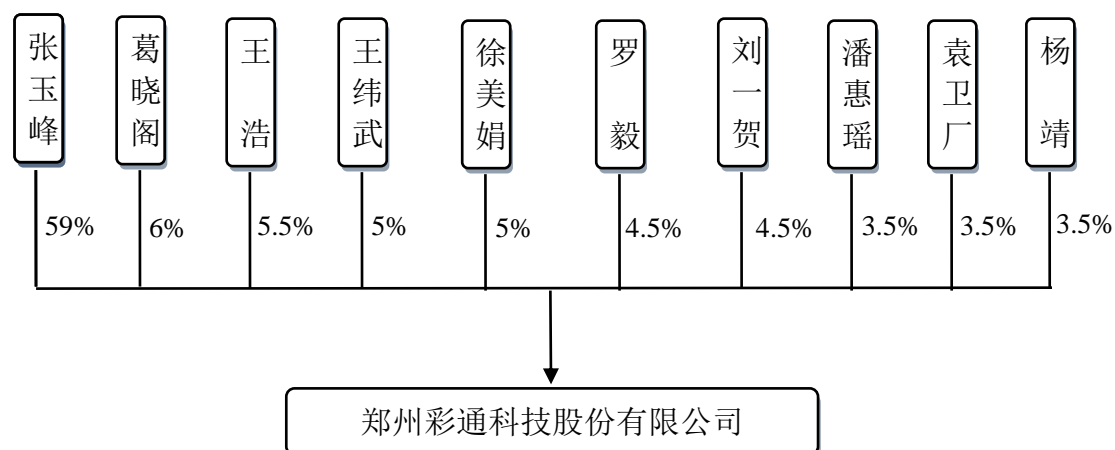 张玉峰
葛晓阁
王浩
王纬武
徐美娟
罗毅
刘一贺
潘惠瑶
袁卫厂
杨靖
59%
6%
5.5%
5%
5%
4.5%
4.5%
3.5%
3.5%
3.5%
郑州彩通科技股份有限公司